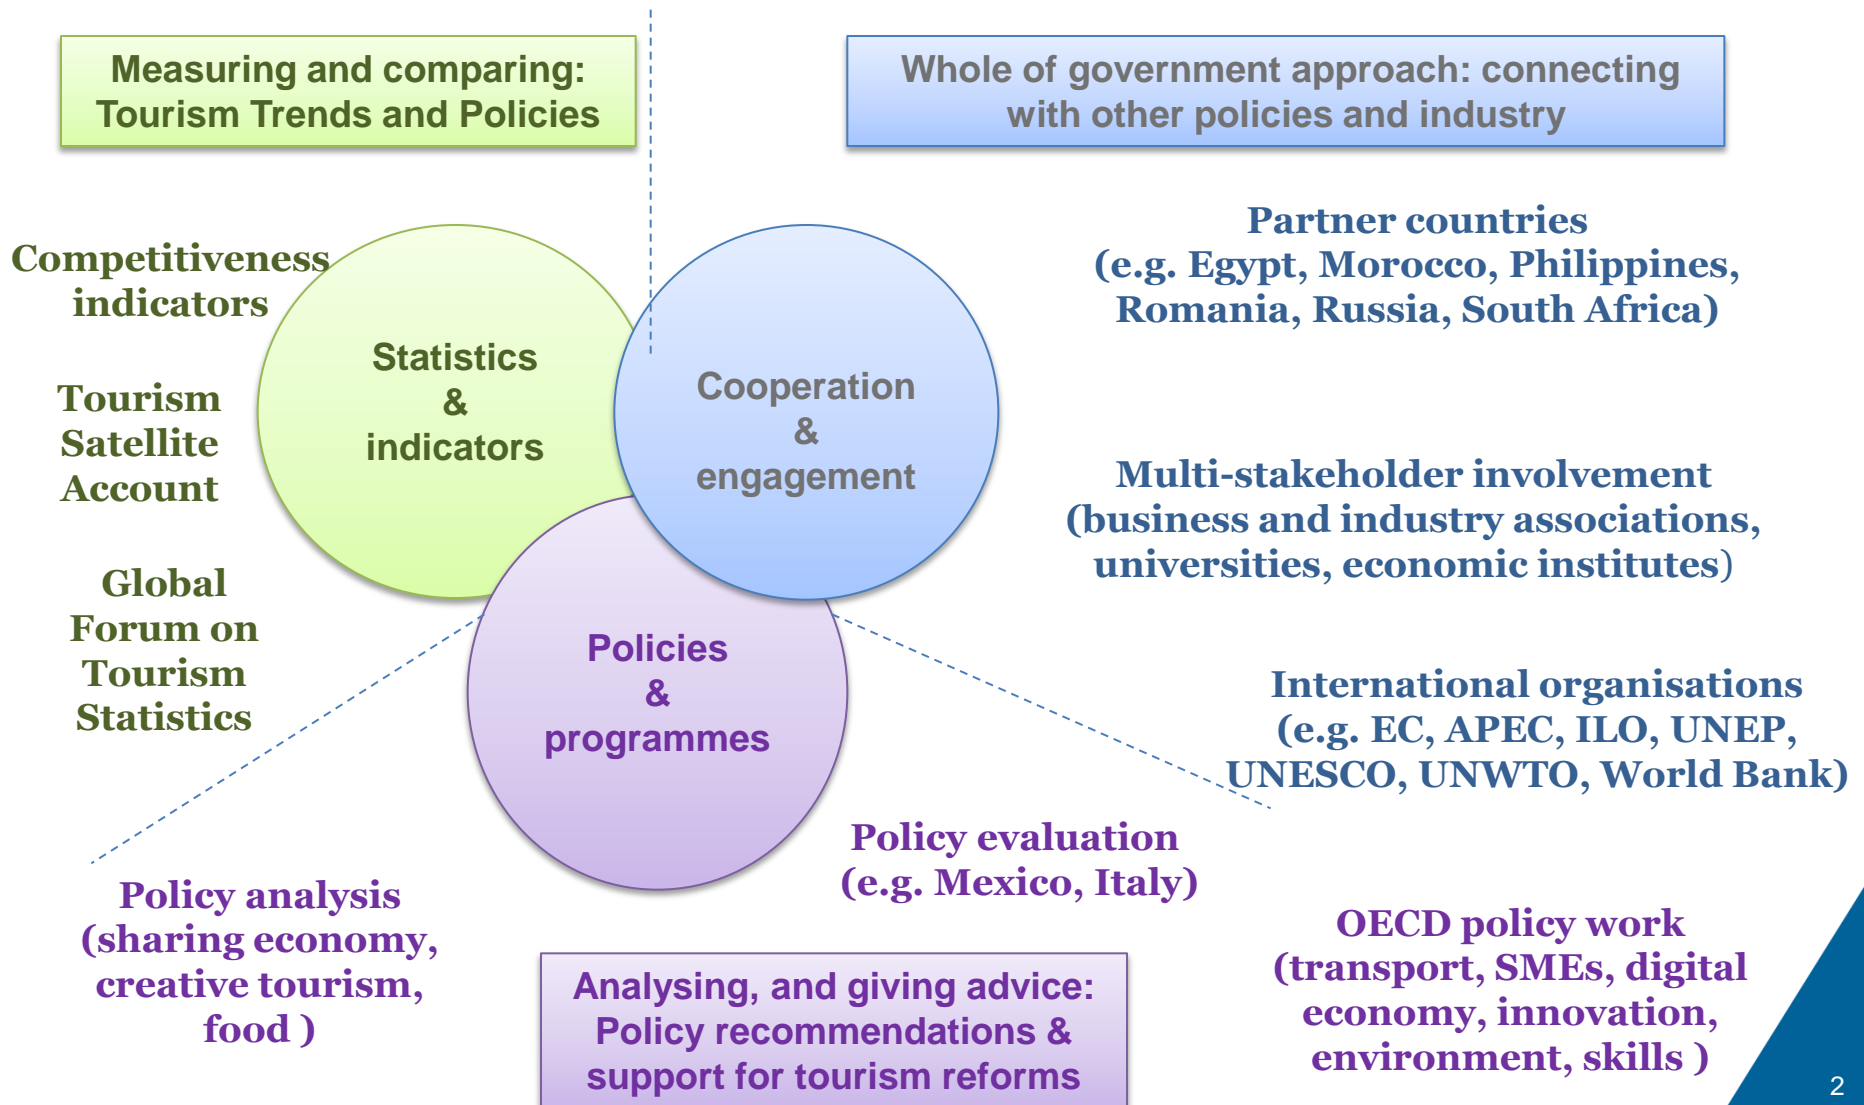 Measuring and comparing:
Tourism Trends and Policies
Whole of government approach: connecting
with other policies and industry
Competitiveness
indicators
Tourism
Satellite
Account
Global
Forum on
Tourism
Statistics
Statistics
&
indicators
Cooperation
&
engagement
Policies
&
programmes
Partner countries
(e.g. Egypt, Morocco, Philippines,
Romania, Russia, South Africa)
Multi-stakeholder involvement
(business and industry associations,
universities, economic institutes)
International organisations
(e.g. EC, APEC, ILO, UNEP,
UNESCO, UNWTO, World Bank)
Policy evaluation
(e.g. Mexico, Italy)
Policy analysis
(sharing economy,
creative tourism,
food )
Analysing, and giving advice:
Policy recommendations &
support for tourism reforms
OECD policy work
(transport, SMEs, digital
economy, innovation,
environment, skills )
2